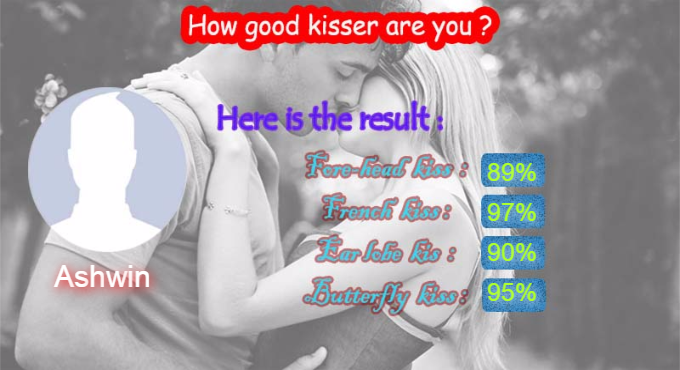 How good kisser are you ?
Here is the result :
Fore-head kiss : 89%
French kiss : 97%
Ear lobe kis : 90%
Butterfly kiss : 95%
Ashwin